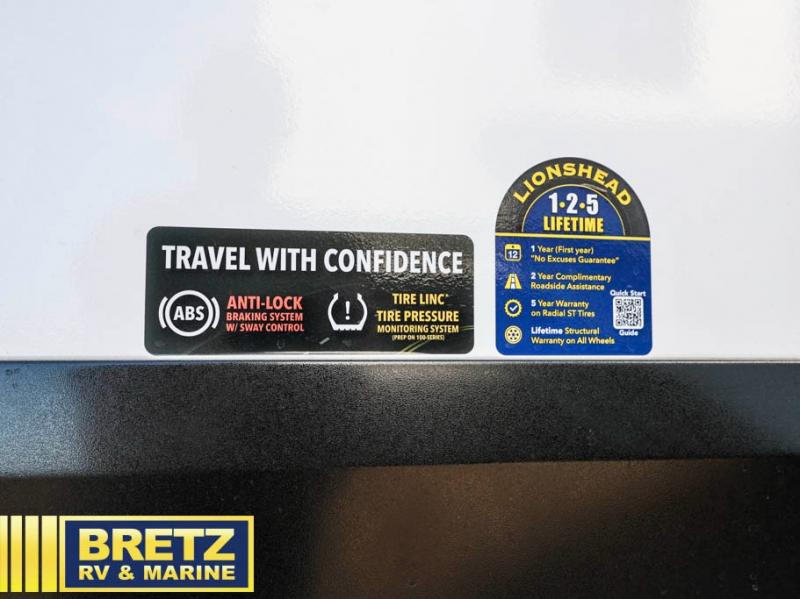 TRAVEL WITH CONFIDENCE
ABS
ANTI-LOCK
BRAKING SYSTEM
W/ SWAY CONTROL
!
TIRE LINC™
TIRE PRESSURE
MONITORING SYSTEM
(PREP ON 100-SERIES)
LIONSHEAD
1•2•5
LIFETIME
12
1 Year (First year)
"No Excuses Guarantee"
2 Year Complimentary
Roadside Assistance
5 Year Warranty
on Radial ST Tires
Lifetime Structural
Warranty on All Wheels
Quick Start
Guide
BRETZ
RV & MARINE